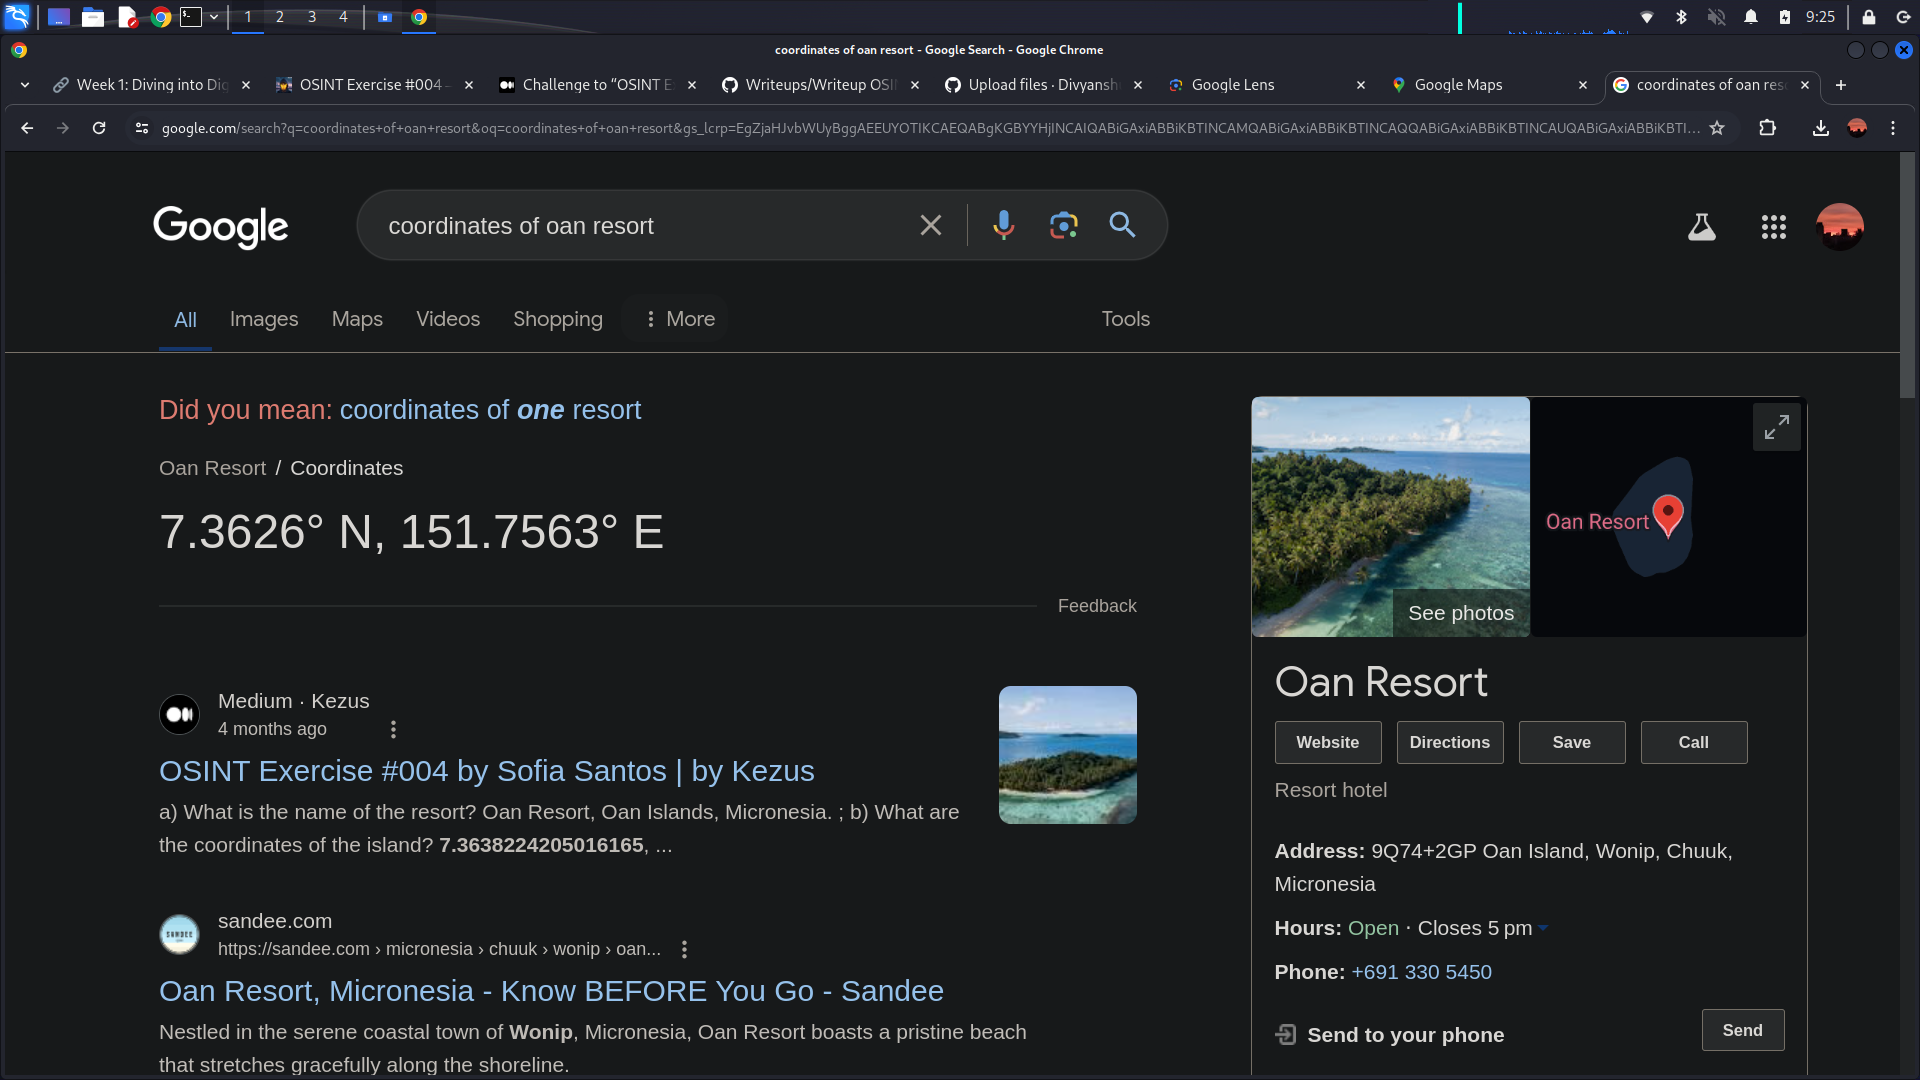 1 2 3 4
9:25
coordinates of oan resort - Google Search - Google Chrome
Week 1: Diving into Dig
OSINT Exercise #004 –
Challenge to “OSINT E
Writeups/Writeup OSI
Upload files · Divyansh
Google Lens
Google Maps
coordinates of oan reso
google.com/search?q=coordinates+of+oan+resort&oq=coordinates+of+oan+resort&gs_lcrp=EgZjaHJvbWUyBggAEEUYOTIKCAEQABgKGBYYHjINCAIQABiGAxiABBiKBTINCAMQABiGAxiABBiKBTINCAQQABiGAxiABBiKBTINCAUQABiGAxiABBiKBTI...
Google
coordinates of oan resort
All Images Maps Videos Shopping More Tools
Did you mean: coordinates of one resort
Oan Resort / Coordinates
7.3626° N, 151.7563° E
Feedback
Medium · Kezus
4 months ago
OSINT Exercise #004 by Sofia Santos | by Kezus
a) What is the name of the resort? Oan Resort, Oan Islands, Micronesia. ; b) What are
the coordinates of the island? 7.3638224205016165, ...
SANDEE
sandee.com
https://sandee.com › micronesia › chuuk › wonip › oan...
Oan Resort, Micronesia - Know BEFORE You Go - Sandee
Nestled in the serene coastal town of Wonip, Micronesia, Oan Resort boasts a pristine beach
that stretches gracefully along the shoreline.
See photos
Oan Resort
Oan Resort
Website Directions Save Call
Resort hotel
Address: 9Q74+2GP Oan Island, Wonip, Chuuk,
Micronesia
Hours: Open · Closes 5 pm
Phone: +691 330 5450
Send to your phone
Send